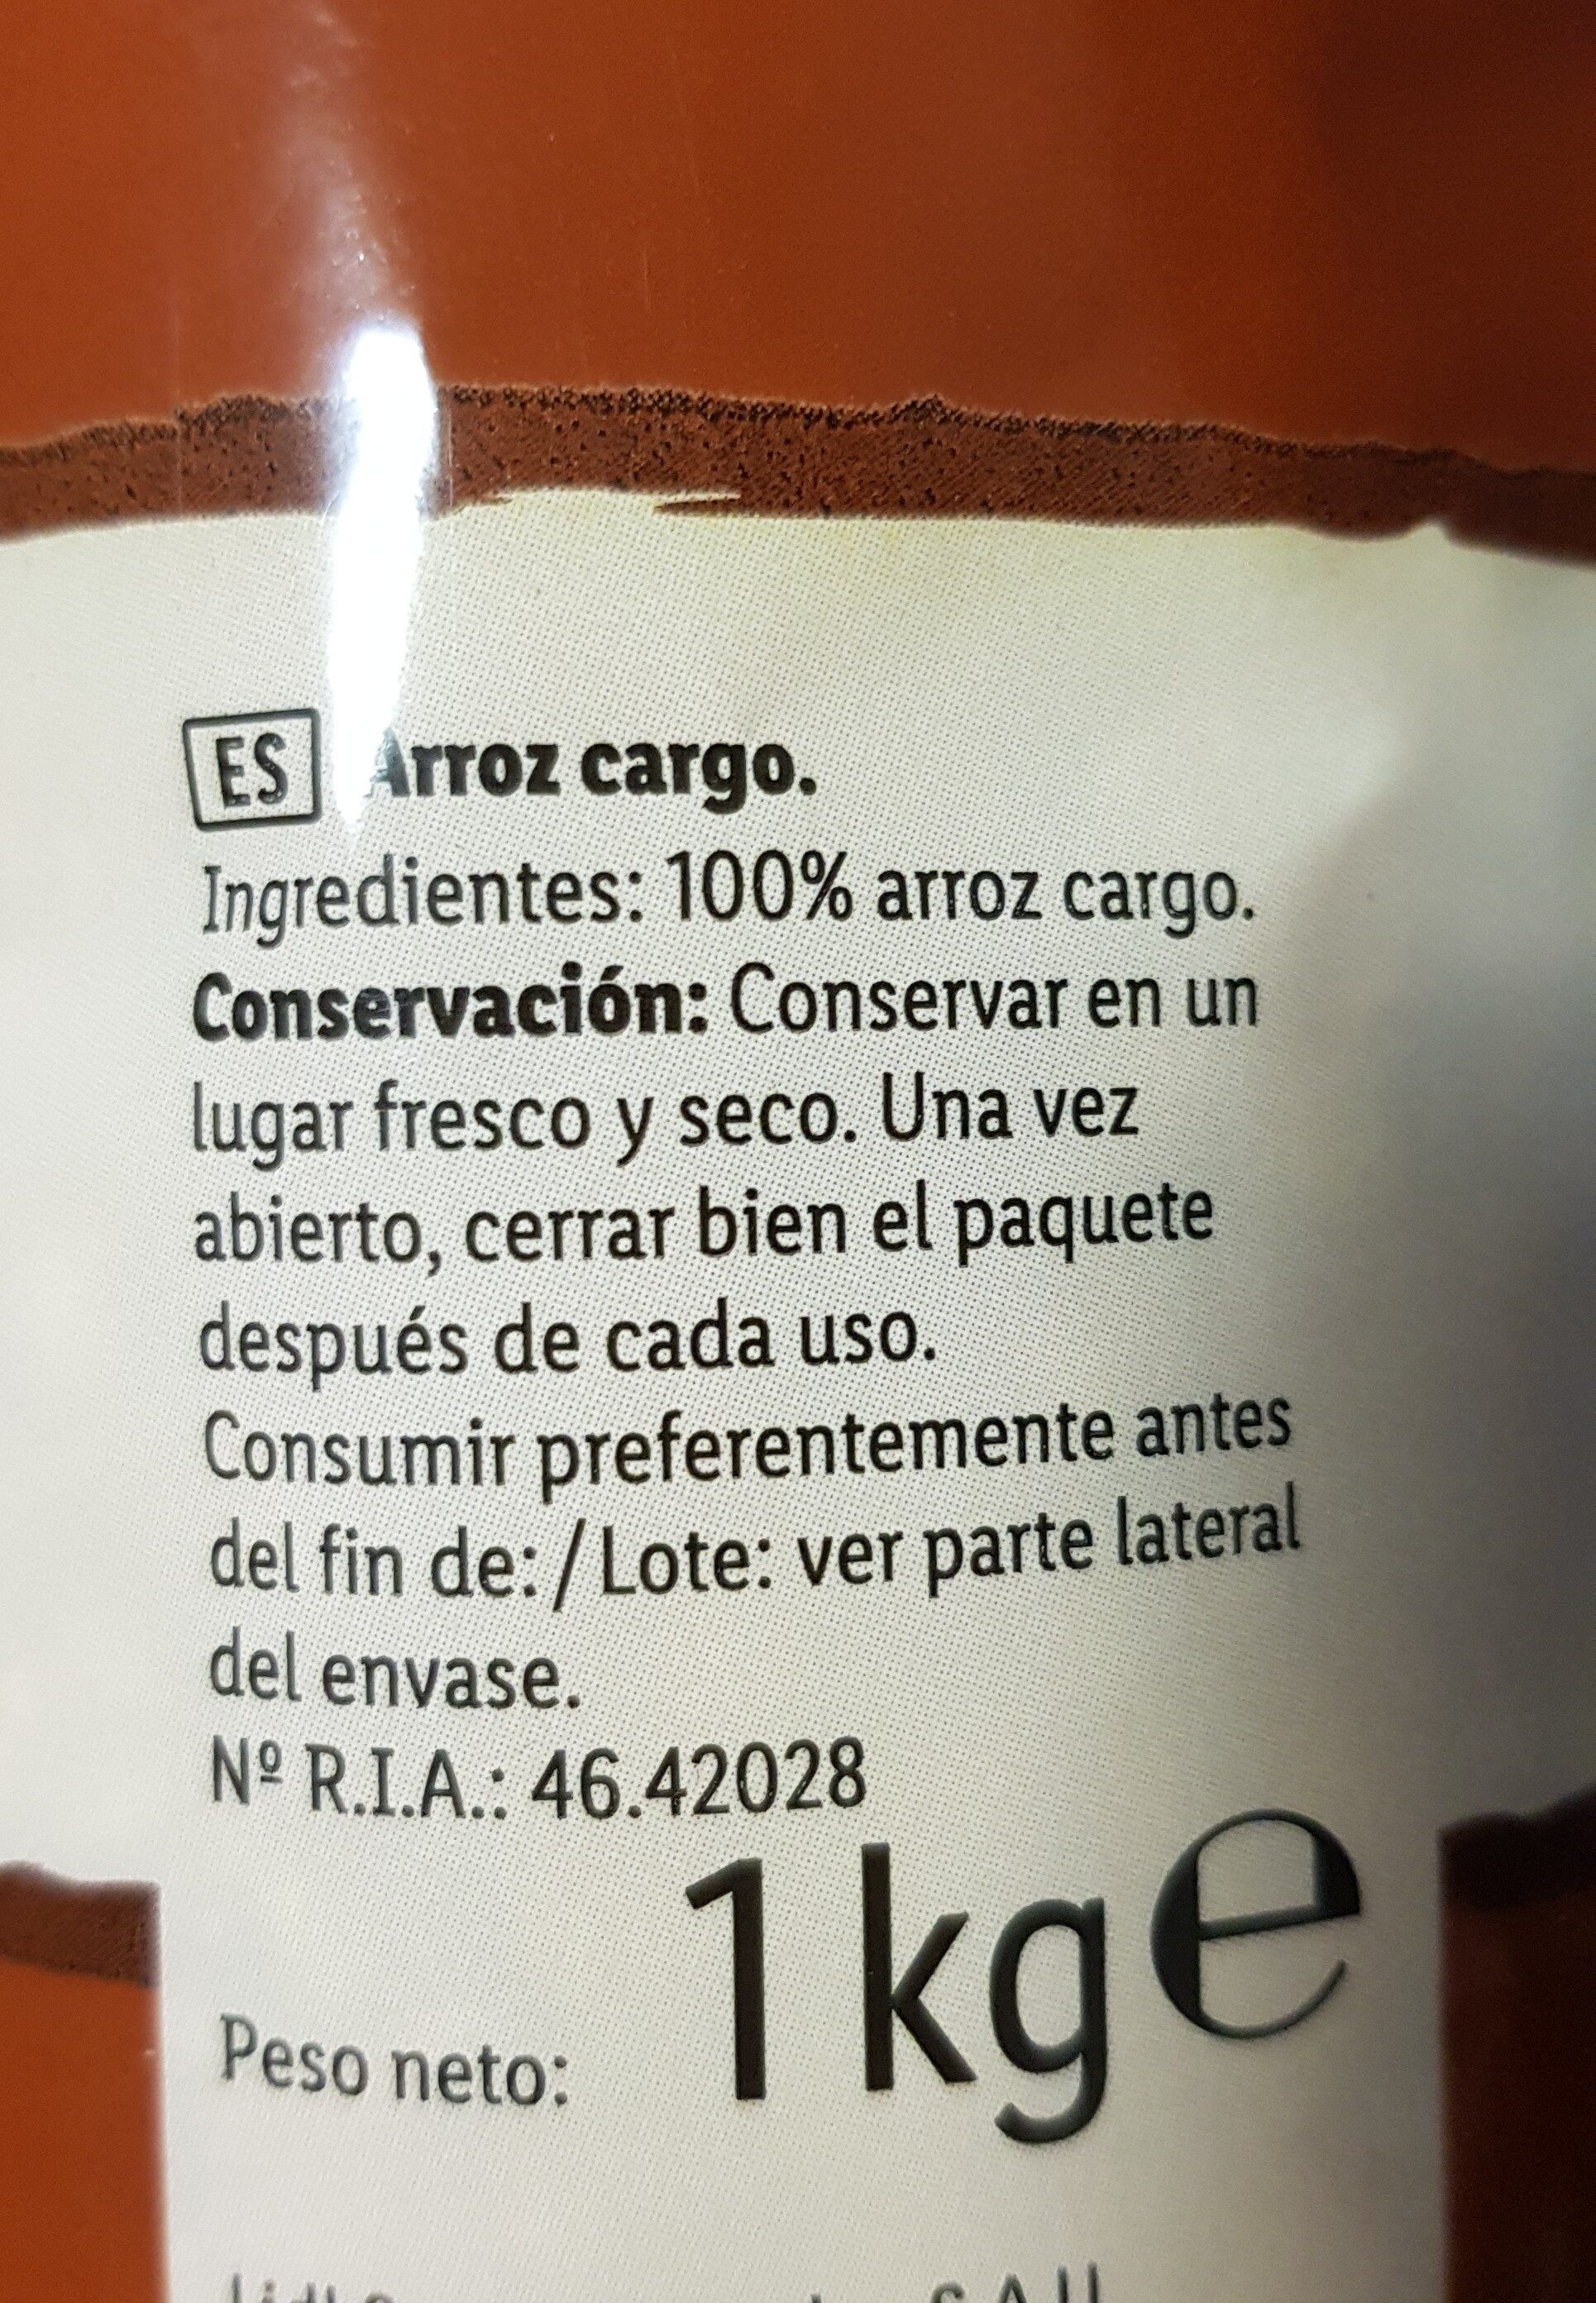 ES Arroz cargo.
Ingredientes: 100% arroz cargo.
Conservación: Conservar en un
lugar fresco y seco. Una vez
abierto, cerrar bien el paquete
después de cada uso.
Consumir preferentemente antes
del fin de:/Lote: ver parte lateral
del envase.
Nº R.I.A.: 46.42028
Peso neto: 1 kg e